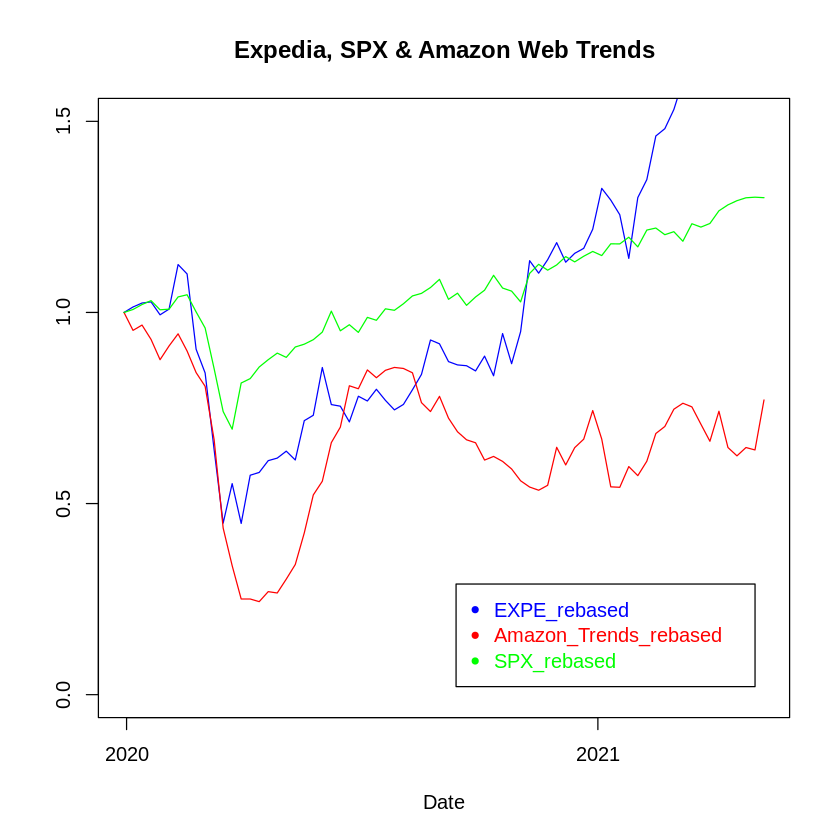 Expedia, SPX & Amazon Web Trends
1.5
1.0
0.5
0.0
EXPE_rebased
Amazon_Trends_rebased
SPX_rebased
2020 2021
Date